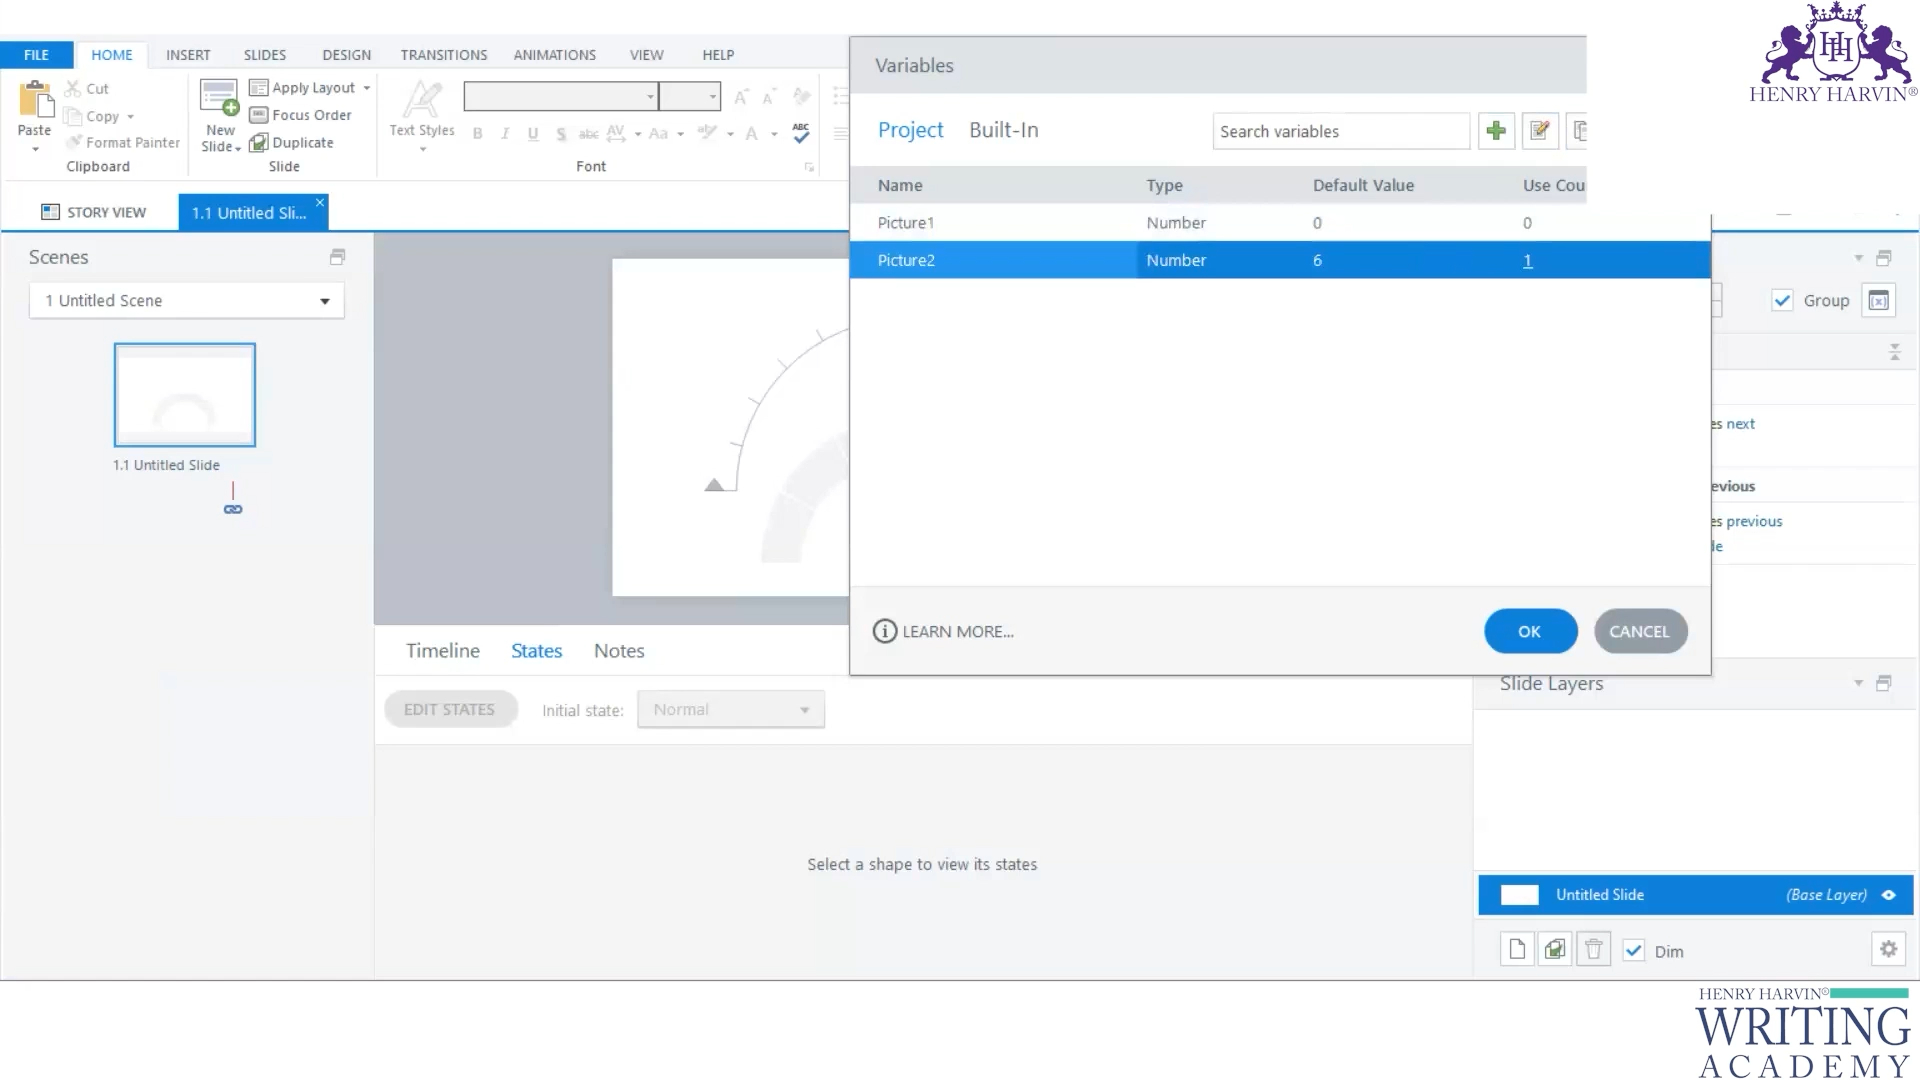 HENRY HARVIN®
FILE HOME INSERT SLIDES DESIGN TRANSITIONS ANIMATIONS VIEW HELP
Paste
Cut
Copy
Format Painter
Clipboard
New Slide
Apply Layout
Focus Order
Duplicate
Slide
Text Styles
B I U S abc AV Aa A ABC
Font
STORY VIEW
1.1 Untitled Sli...
Scenes
1 Untitled Scene
1.1 Untitled Slide
Variables
Project Built-In
Search variables
Name Type Default Value Use Cou
Picture1 Number 0 0
Picture2 Number 6 1
LEARN MORE...
OK CANCEL
Group
es next
evious
es previous
le
Timeline States Notes
EDIT STATES Initial state: Normal
Select a shape to view its states
Slide Layers
Untitled Slide (Base Layer)
Dim
HENRY HARVIN®
WRITING
ACADEMY